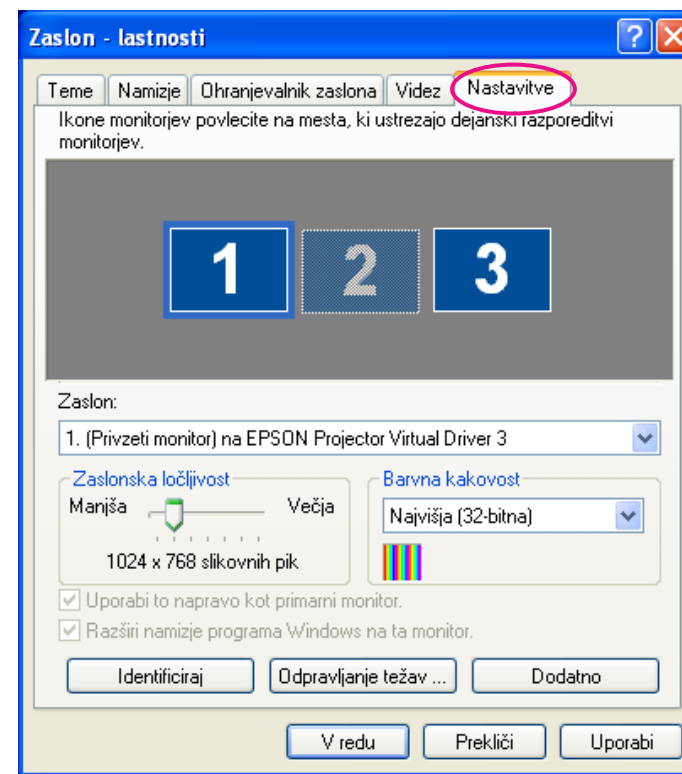 Zaslon - lastnosti
Teme Namizje Ohranjevalnik zaslona Videz Nastavitve
Ikone monitorjev povlecite na mesta, ki ustrezajo dejanski razporeditvi
monitorjev.
1 2 3
Zaslon:
1. (Privzeti monitor) na EPSON Projector Virtual Driver 3
Zaslonska ločljivost
Manjša Večja
1024 x 768 slikovnih pik
Barvna kakovost
Najvišja (32-bitna)
Uporabi to napravo kot primarni monitor.
Razširi namizje programa Windows na ta monitor.
Identificiraj Odpravljanje težav ... Dodatno
V redu Prekliči Uporabi